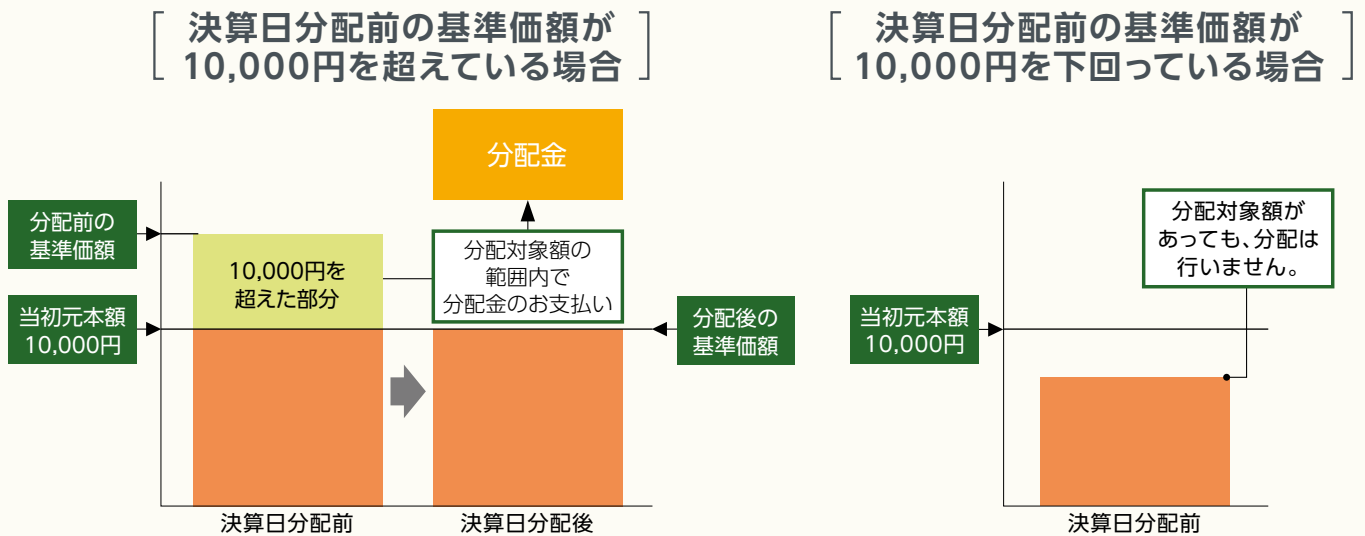 決算日分配前の基準価額が
10,000円を超えている場合
分配金
分配前の
基準価額
10,000円を
超えた部分
分配対象額の
範囲内で
分配金のお支払い
当初元本額
10,000円
分配後の
基準価額
決算日分配前
決算日分配後
決算日分配前の基準価額が
10,000円を下回っている場合
分配対象額が
あっても、分配は
行いません。
当初元本額
10,000円
決算日分配前